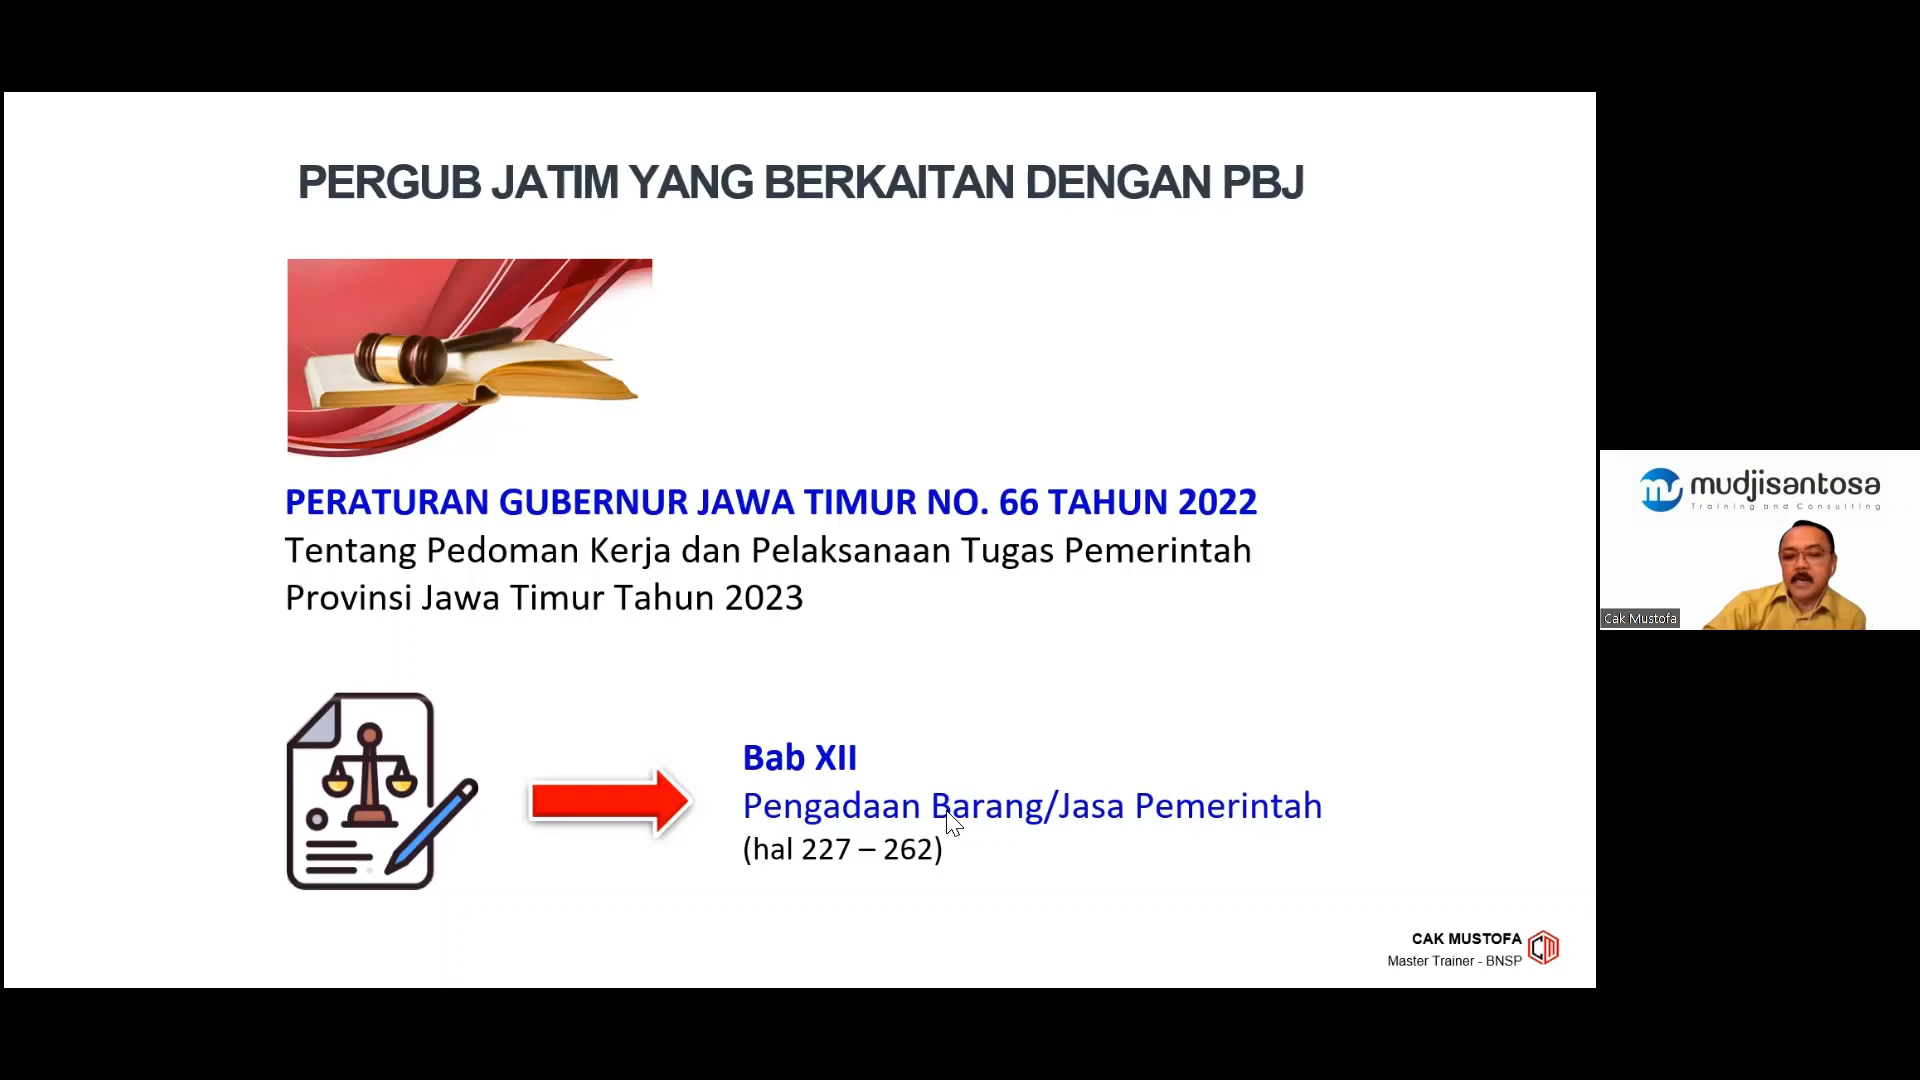 PERGUB JATIM YANG BERKAITAN DENGAN PBJ
PERATURAN GUBERNUR JAWA TIMUR NO. 66 TAHUN 2022
Tentang Pedoman Kerja dan Pelaksanaan Tugas Pemerintah
Provinsi Jawa Timur Tahun 2023
Bab XII
Pengadaan Barang/Jasa Pemerintah
(hal 227 – 262)
CAK MUSTOFA
Master Trainer - BNSP
mudjisantosa
Training and Consulting
Cak Mustofa